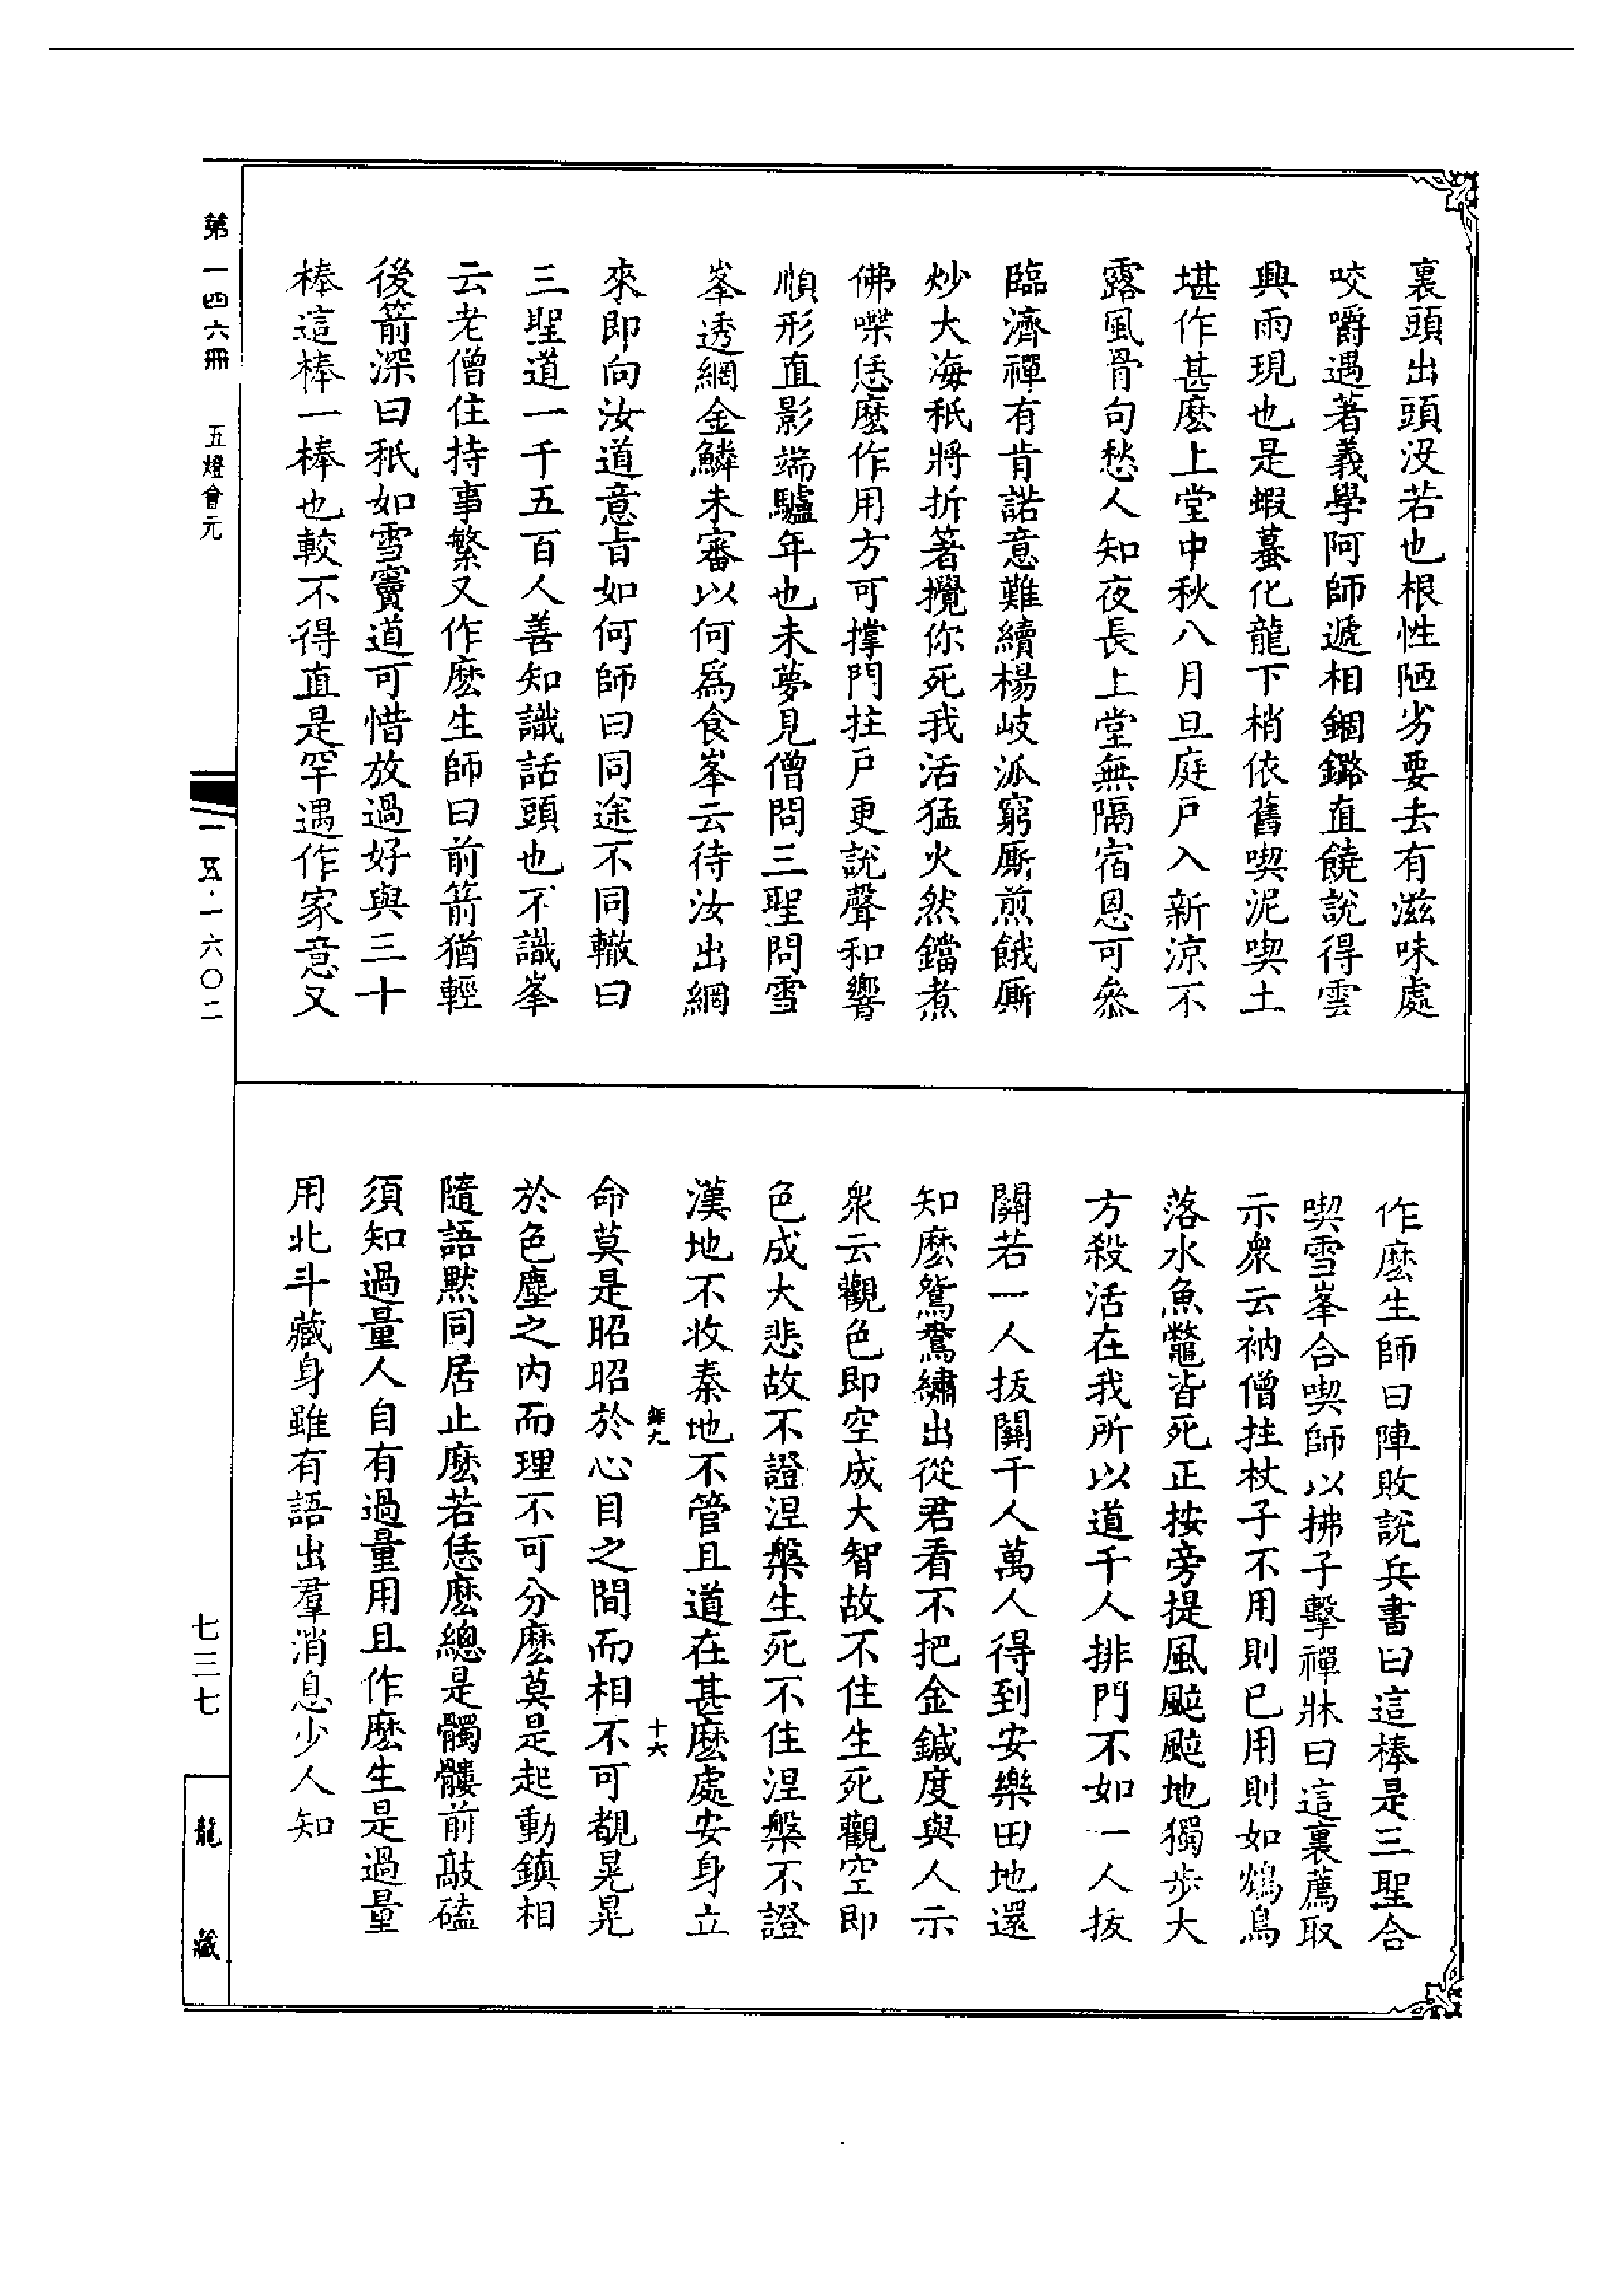 裏頭出頭沒若也根性陋劣要去有滋味處
咬嚼遇著義學阿師遞相錮鏴直饒說得雲
興雨現也是蝦蟇化龍下梢依舊喫泥喫土
堪作甚麼上堂中秋八月旦庭戶入新涼不
露風骨句愁人知夜長上堂無隔宿恩可參
臨濟禪有肯諾意難續楊岐派窮厮煎餓厮
炒大海秖將折箸攪你死我活猛火然鐺煮
佛喋恁麼作用方可撑門拄戶更說聲和響
順形直影端驢年也未夢見僧問三聖問雪
峯透網金鱗未審以何爲食峯云待汝出網
來即向汝道意旨如何師曰同途不同轍曰
三聖道一千五百人善知識話頭也不識峯
云老僧住持事繁又作麼生師曰前箭猶輕
後箭深曰秖如雪竇道可惜放過好與三十
棒這棒一棒也較不得直是罕遇作家意又
作麼生師曰陣敗說兵書曰這棒是三聖合
喫雪峯合喫師以拂子擊禪牀曰這裏薦取
示衆云衲僧拄杖子不用則已用則如鴆鳥
落水魚鼈皆死正按旁提風颭颭地獨步大
方殺活在我所以道千人排門不如一人拔
關若一人拔關千人萬人得到安樂田地還
知麼鴛鴦繡出從君看不把金鍼度與人示
衆云觀色即空成大智故不住生死觀空即
色成大悲故不證涅槃生死不住涅槃不證
漢地不收秦地不管且道在甚麼處安身立
命莫是昭昭於心目之間而相不可覩晃晃
於色塵之內而理不可分麼莫是起動鎮相
隨語默同居止麼若恁麼總是髑髏前敲磕
須知過量人自有過量用且作麼生是過量
用北斗藏身雖有語出羣消息少人知
十六
第一四六冊 五燈會元
一五·一六〇二
七三七
龍藏